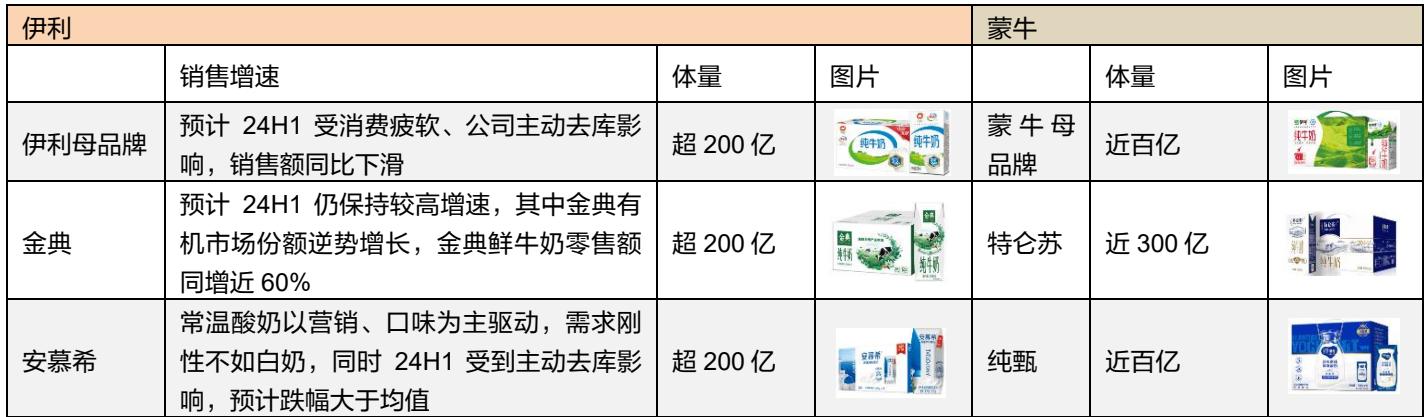 伊利 蒙牛
销售增速 体量 图片 体量 图片
伊利母品牌
预计 24H1 受消费疲软、公司主动去库影
响，销售额同比下滑
超 200 亿
蒙牛母
品牌
近百亿
金典
预计 24H1 仍保持较高增速，其中金典有
机市场份额逆势增长，金典鲜牛奶零售额
同增近 60%
超 200 亿
特仑苏
近 300 亿
安慕希
常温酸奶以营销、口味为主驱动，需求刚
性不如白奶，同时 24H1 受到主动去库影
响，预计跌幅大于均值
超 200 亿
纯甄
近百亿
纯牛奶
纯牛奶
纯牛奶
金典
纯牛奶
纯牛奶
纯牛奶
安慕希
安慕希